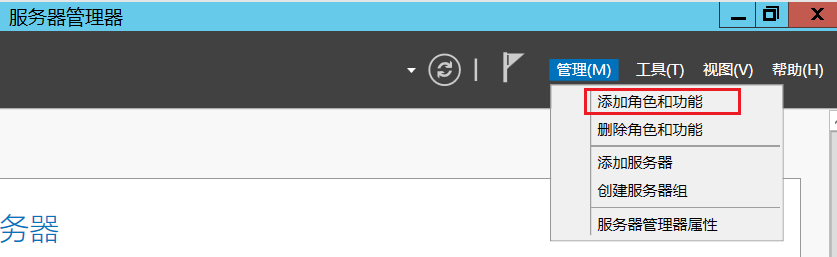 服务器管理器
管理(M) 工具(T) 视图(V) 帮助(H)
添加角色和功能
删除角色和功能
添加服务器
创建服务器组
服务器管理器属性
务器